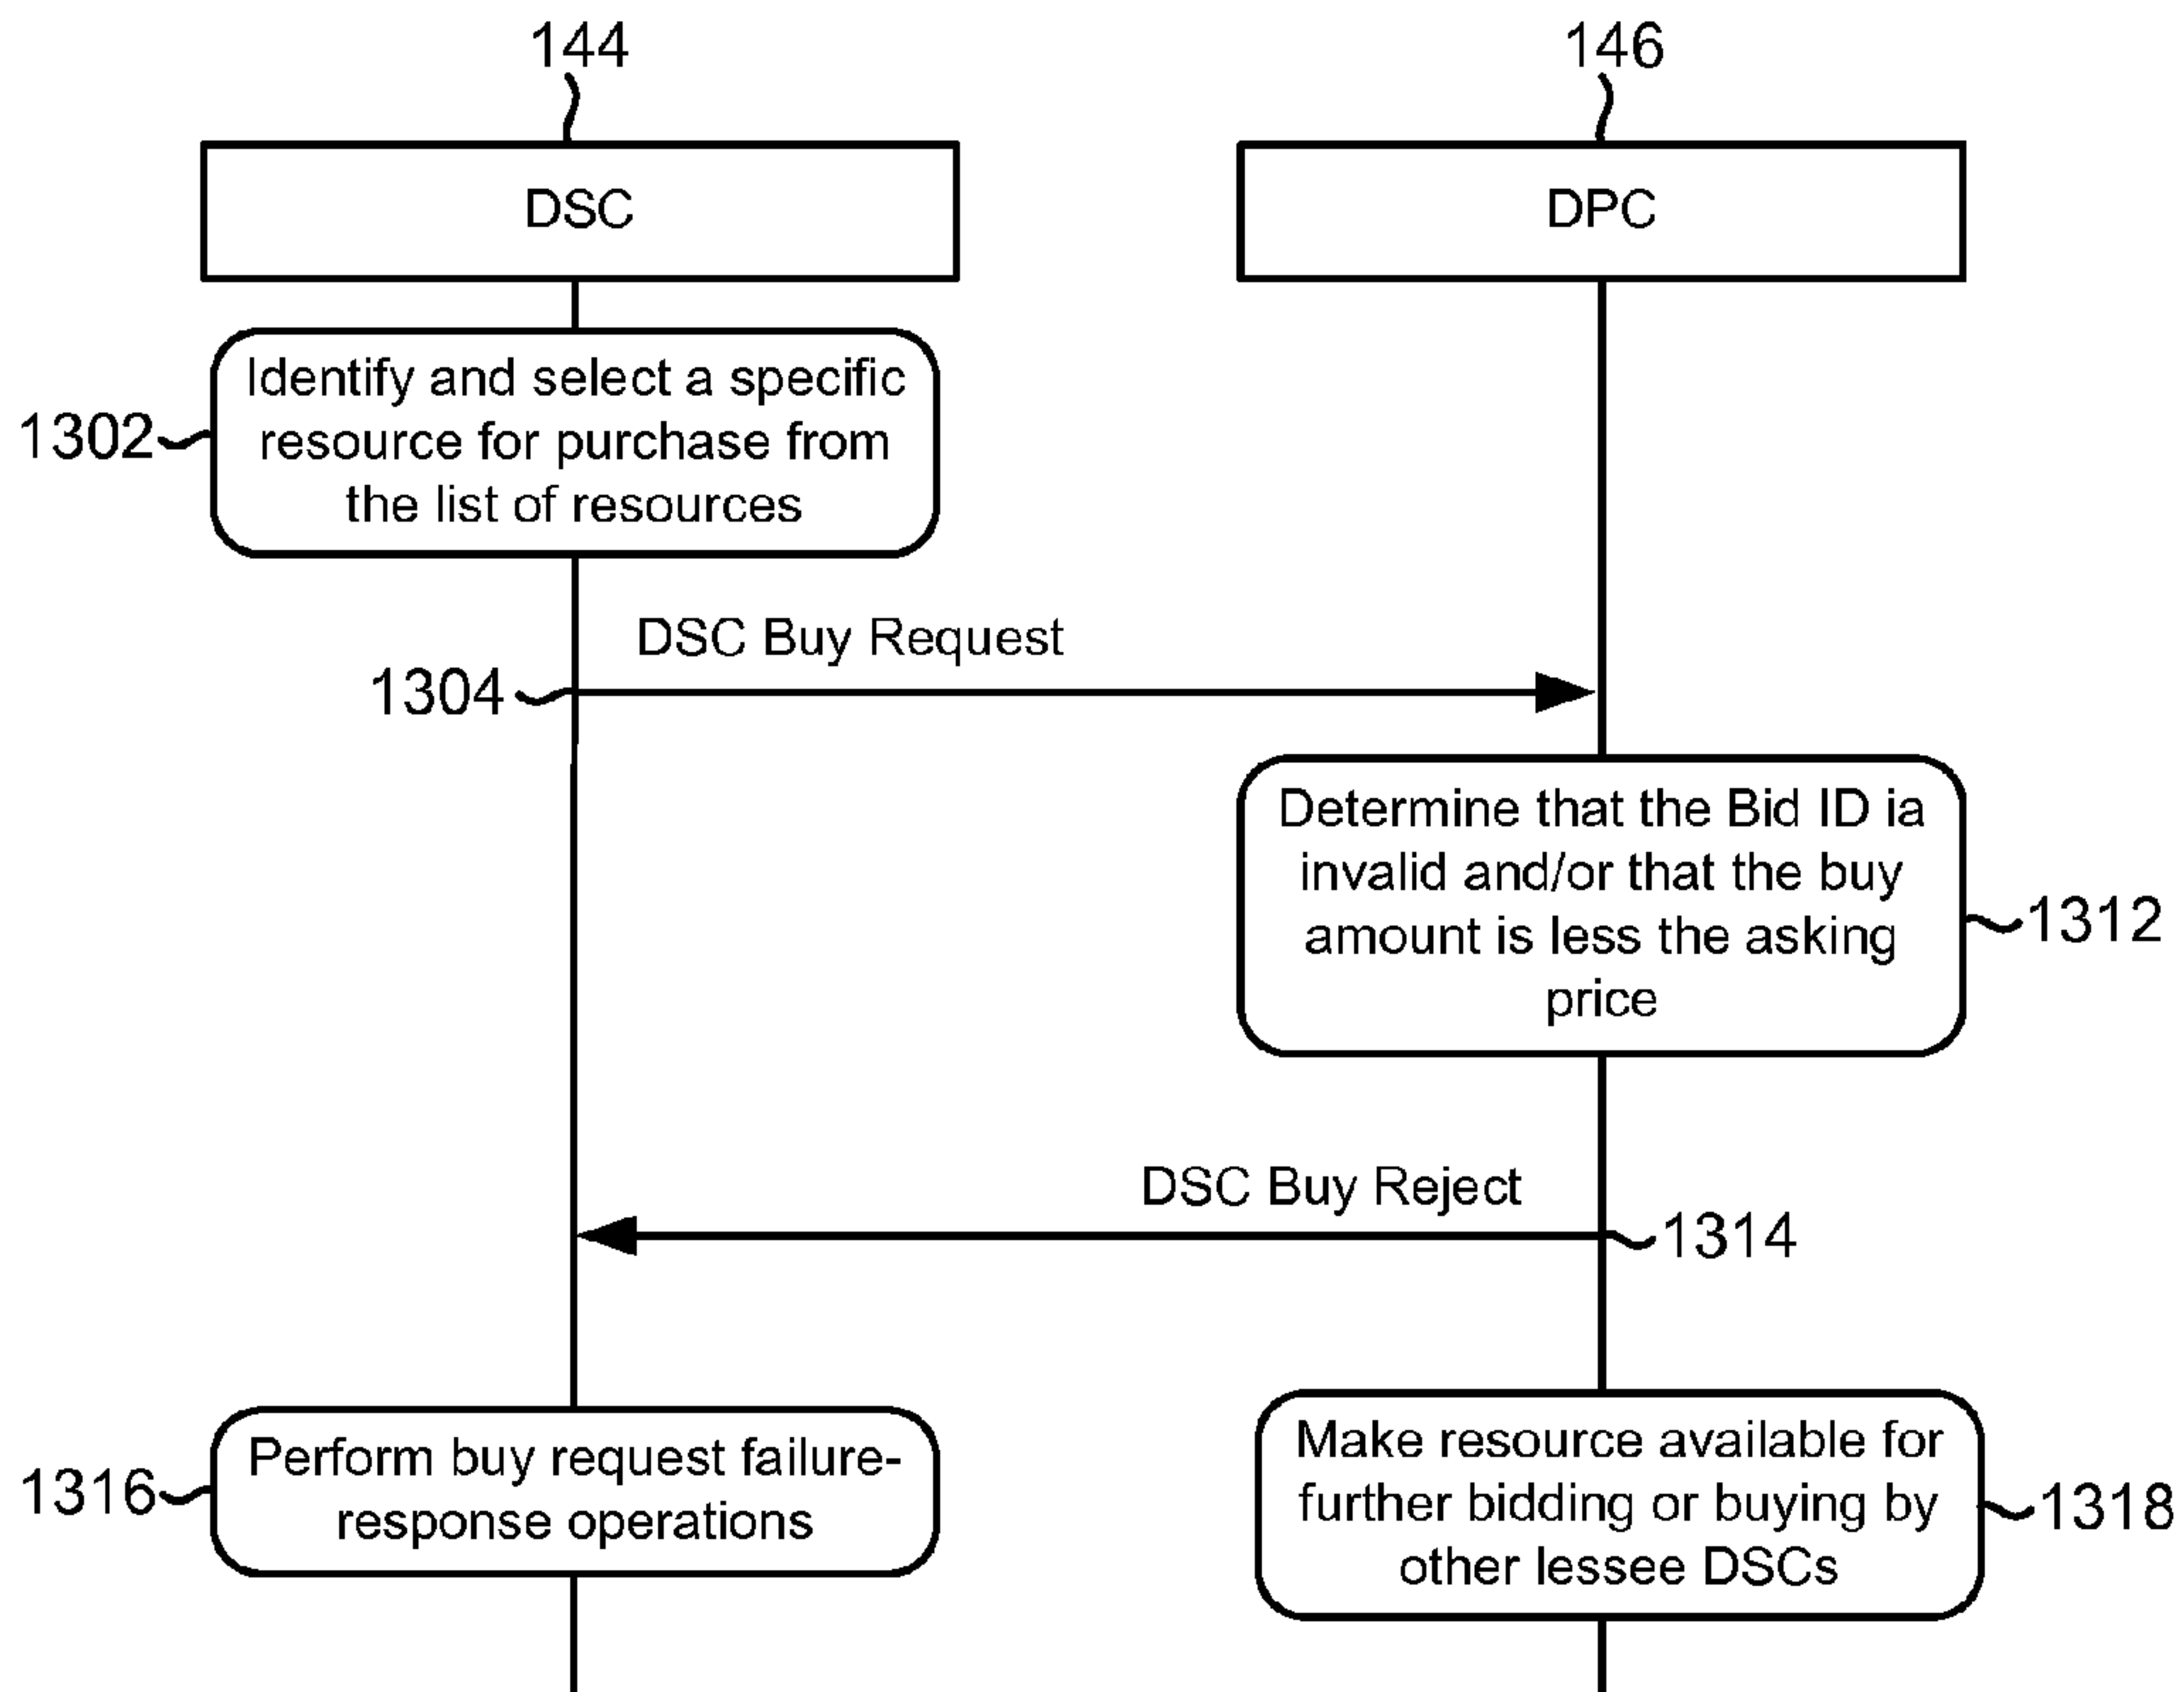 144
146
DSC
DPC
Identify and select a specific
resource for purchase from
the list of resources
1302
DSC Buy Request
1304
Determine that the Bid ID ia
invalid and/or that the buy
amount is less the asking
price
1312
DSC Buy Reject
1314
Perform buy request failure-
response operations
1316
Make resource available for
further bidding or buying by
other lessee DSCs
1318